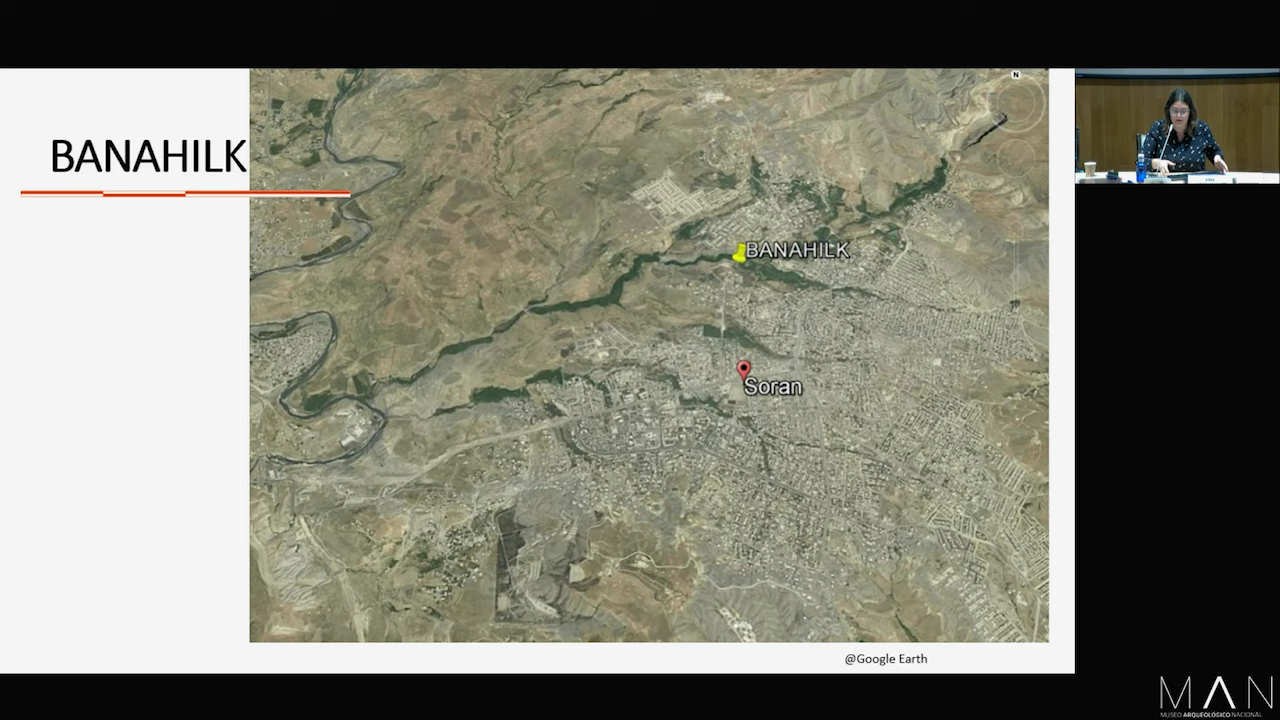 BANAHILK
N
BANAHILK
Soran
@Google Earth
MAN
MUSEO ARQUEOLÓGICO NACIONAL